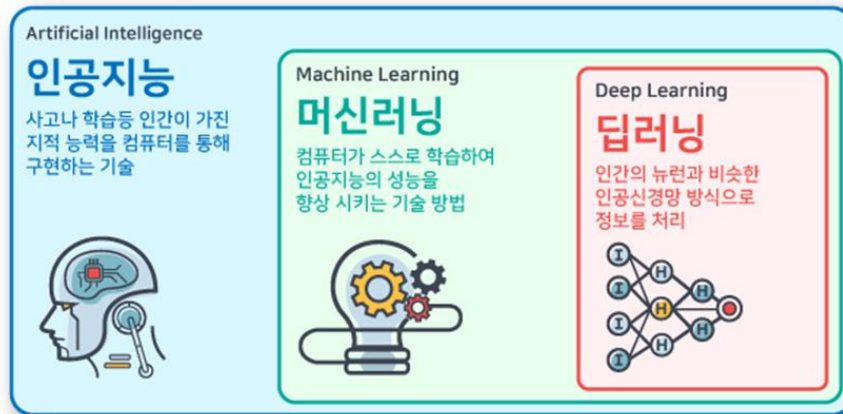 Artificial Intelligence
인공지능
사고나 학습등 인간이 가진
지적 능력을 컴퓨터를 통해
구현하는 기술
Machine Learning
머신러닝
컴퓨터가 스스로 학습하여
인공지능의 성능을
향상 시키는 기술 방법
Deep Learning
딥러닝
인간의 뉴런과 비슷한
인공신경망 방식으로
정보를 처리
I
H
I
H
H
I
H
H
I